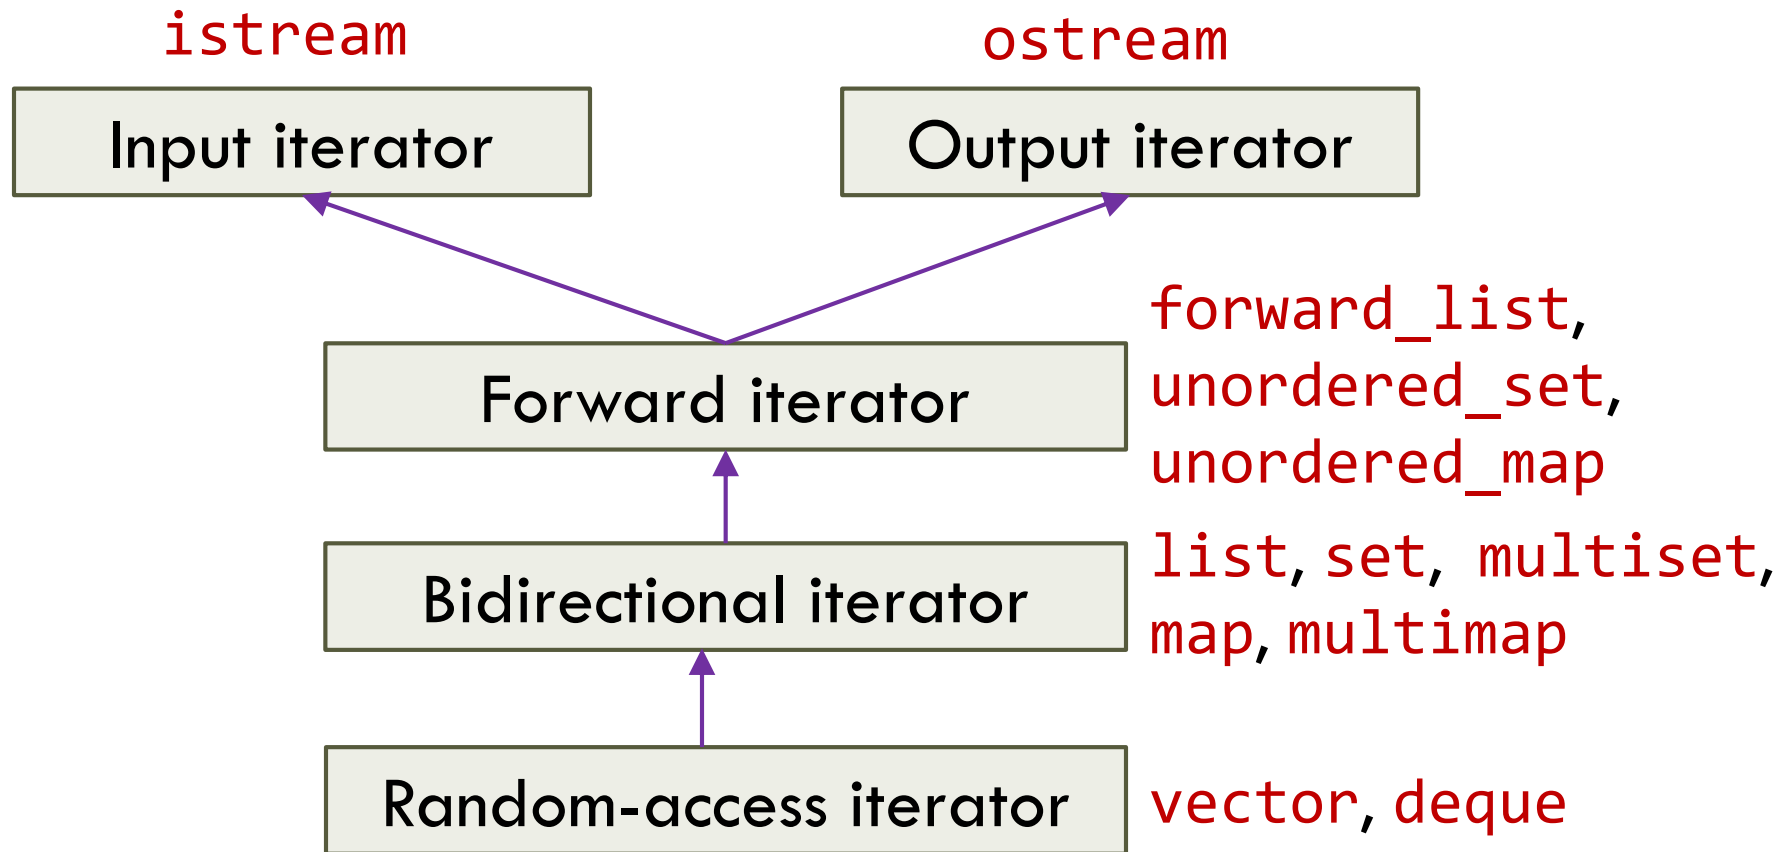 istream
ostream
Input iterator
Output iterator
forward_list,
unordered_set,
unordered_map
Forward iterator
list, set, multiset,
map, multimap
Bidirectional iterator
Random-access iterator
vector, deque